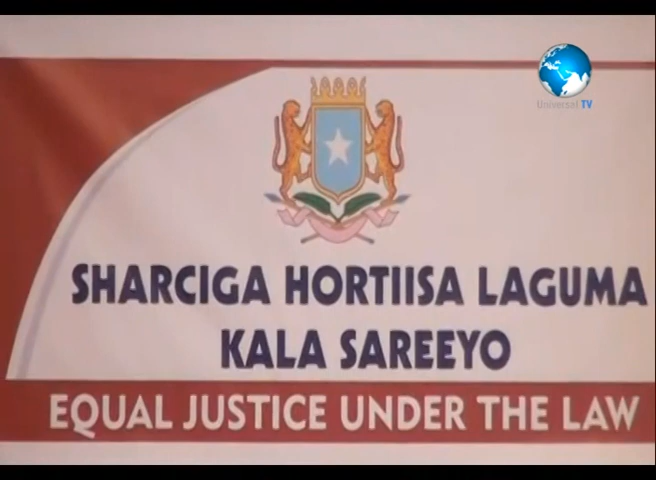 Universal TV
SHARCIGA HORTIISA LAGUMA
KALA SAREEYO
EQUAL JUSTICE UNDER THE LAW